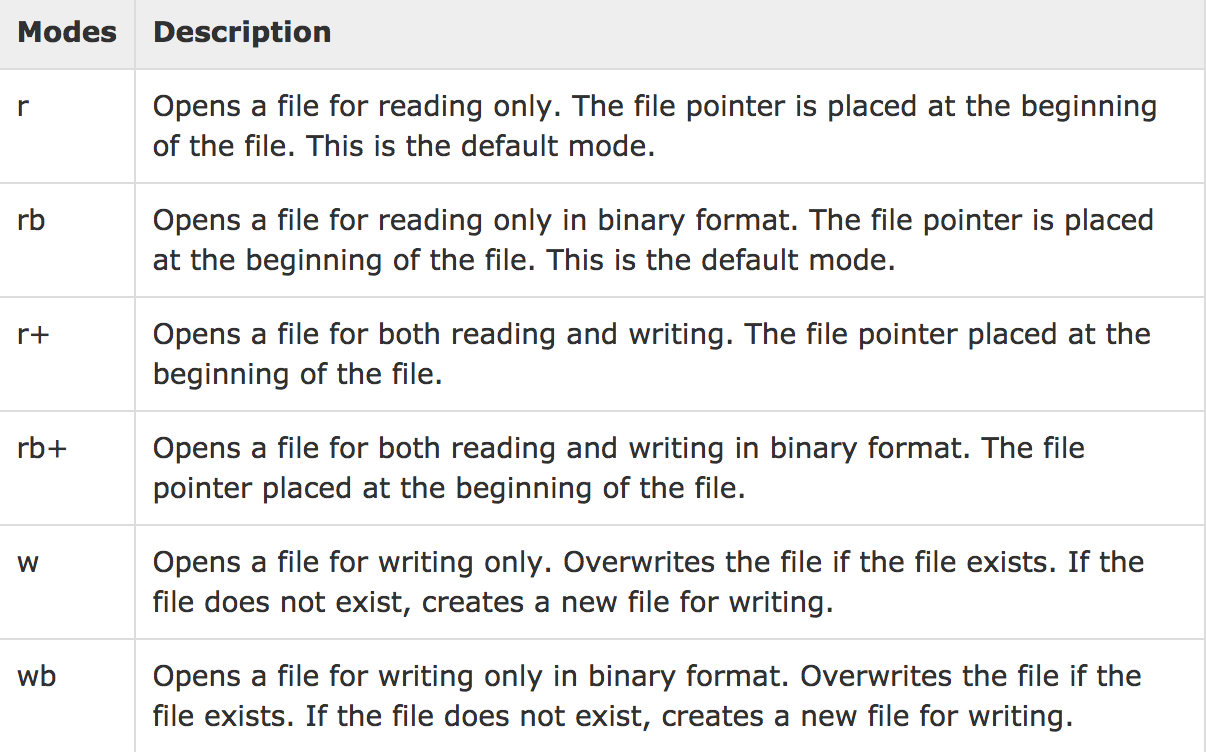 Modes Description
r Opens a file for reading only. The file pointer is placed at the beginning
of the file. This is the default mode.
rb Opens a file for reading only in binary format. The file pointer is placed
at the beginning of the file. This is the default mode.
r+ Opens a file for both reading and writing. The file pointer placed at the
beginning of the file.
rb+ Opens a file for both reading and writing in binary format. The file
pointer placed at the beginning of the file.
w Opens a file for writing only. Overwrites the file if the file exists. If the
file does not exist, creates a new file for writing.
wb Opens a file for writing only in binary format. Overwrites the file if the
file exists. If the file does not exist, creates a new file for writing.